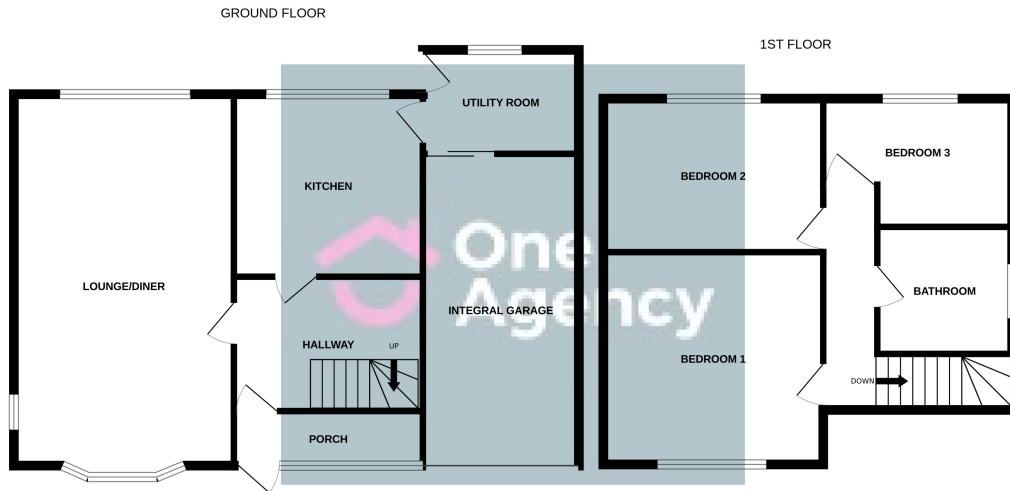 GROUND FLOOR
1ST FLOOR
UTILITY ROOM
BEDROOM 3
BEDROOM 2
KITCHEN
One
Agency
LOUNGE/DINER
BATHROOM
INTEGRAL GARAGE
HALLWAY
UP
BEDROOM 1
DOWN
PORCH